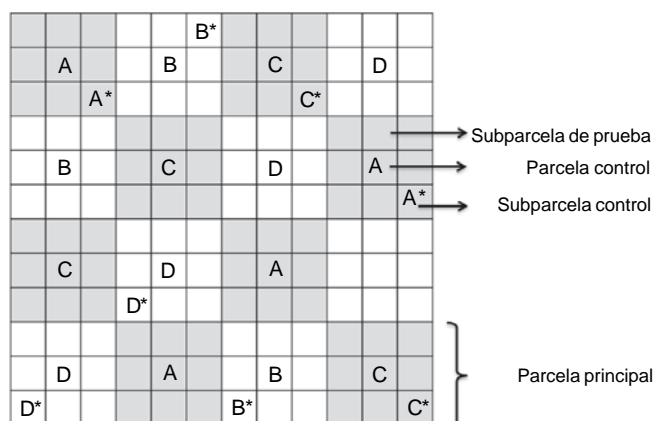 B*
A B C D
A* C*
Subparcela de prueba
B C D A Parcela control
A* Subparcela control
C D A
D*
D A B C Parcela principal
D* B* C*